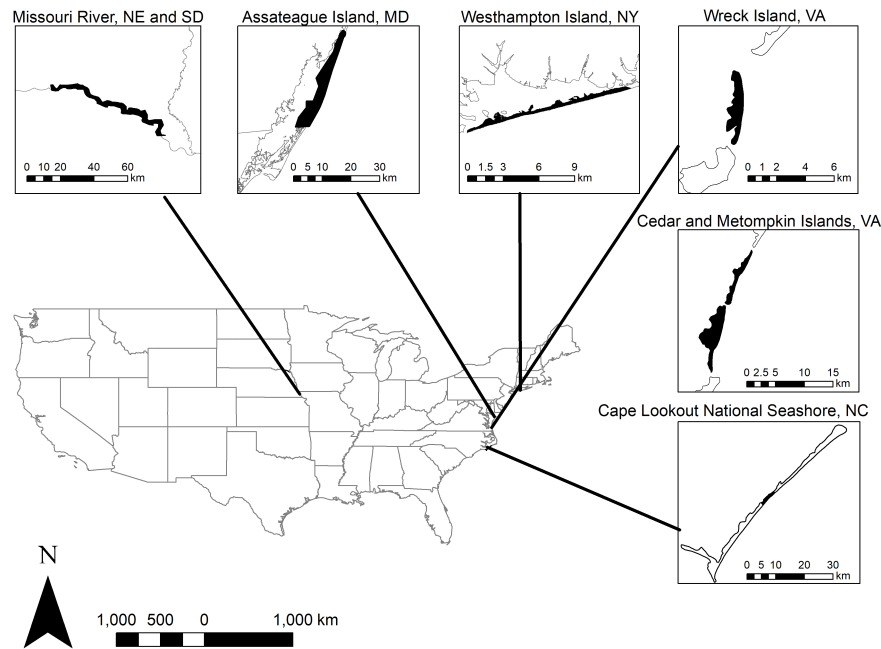 Missouri River, NE and SD
0 10 20 40 60
km
Assateague Island, MD
0 5 10 20 30
km
Westhampton Island, NY
0 1.5 3 6 9
km
Wreck Island, VA
0 1 2 4 6
km
Cedar and Metompkin Islands, VA
0 2.5 5 10 15
km
Cape Lookout National Seashore, NC
0 5 10 20 30
km
N
1,000 500 0 1,000 km